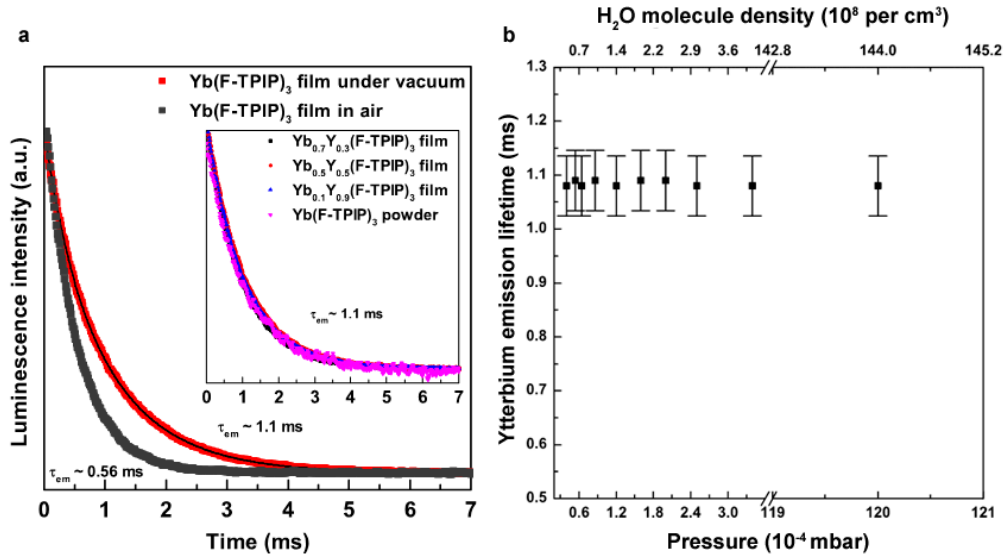 a
Yb(F-TPIP)₃ film under vacuum
Yb(F-TPIP)₃ film in air
Yb₀.₇Y₀.₃(F-TPIP)₃ film
Yb₀.₅Y₀.₅(F-TPIP)₃ film
Yb₀.₁Y₀.₉(F-TPIP)₃ film
Yb(F-TPIP)₃ powder
τem ~ 1.1 ms
0 1 2 3 4 5 6 7
τem ~ 1.1 ms
τem ~ 0.56 ms
Luminescence intensity (a.u.)
0 1 2 3 4 5 6 7
Time (ms)
b
H₂O molecule density (10⁸ per cm³)
0.7 1.4 2.2 2.9 3.6 142.8 144.0 145.2
Ytterbium emission lifetime (ms)
1.3
1.2
1.1
1.0
0.9
0.8
0.7
0.6
0.5
0.6 1.2 1.8 2.4 3.0 119 120 121
Pressure (10⁻⁴ mbar)